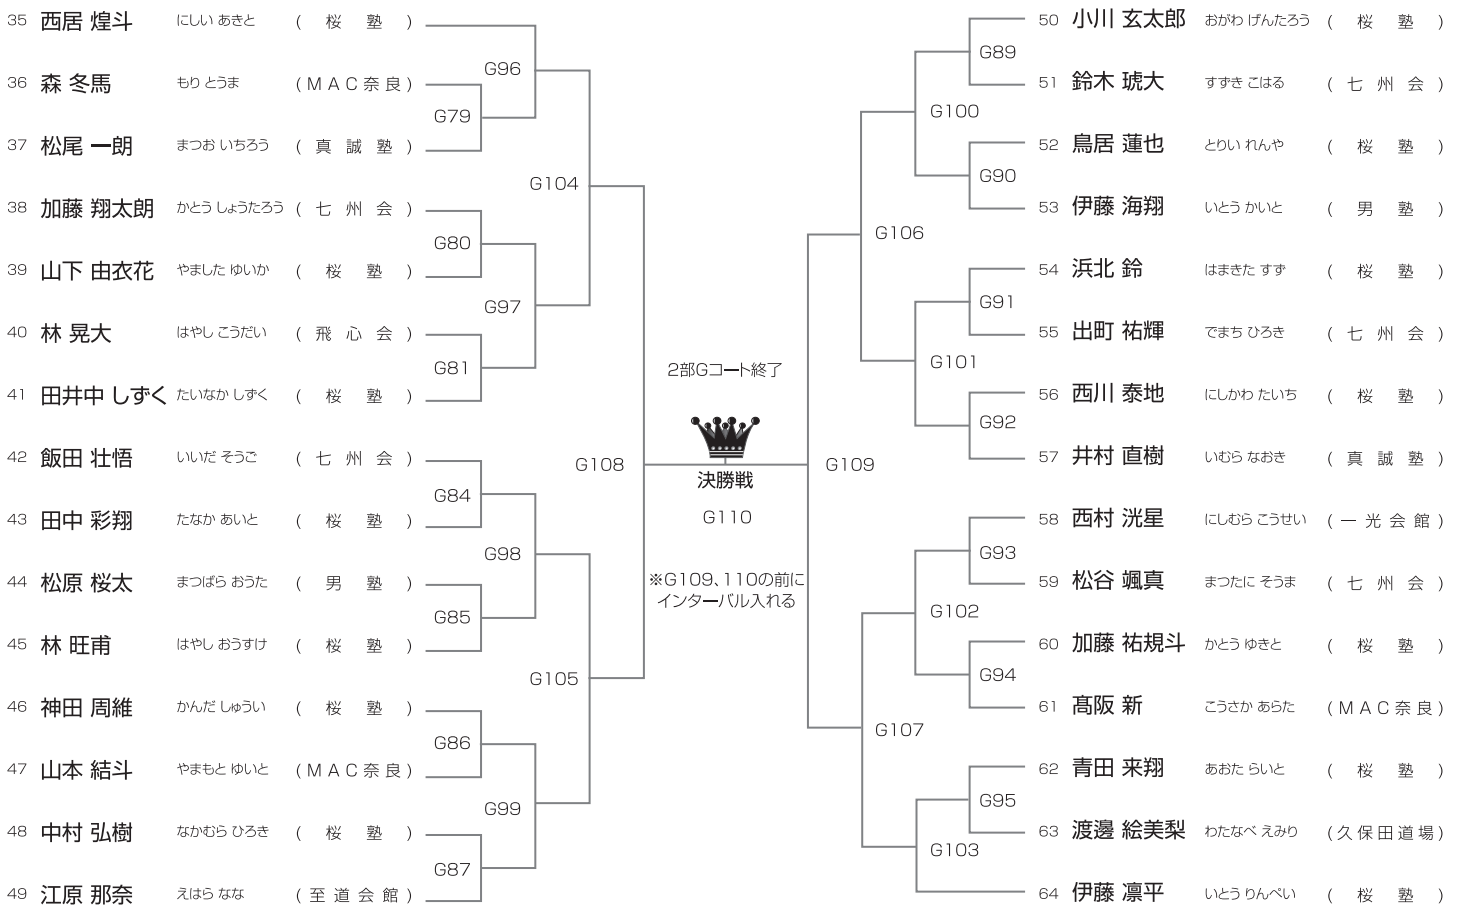 35 西居 煌斗 にしい あきと ( 桜 塾 )
36 森 冬馬 もり とうま (MAC奈良)
37 松尾 一朗 まつお いちろう ( 真 誠 塾 )
38 加藤 翔太朗 かとう しょうたろう ( 七 州 会 )
39 山下 由衣花 やました ゆいか ( 桜 塾 )
40 林 晃大 はやし こうだい ( 飛 心 会 )
41 田井中 しずく たいなか しずく ( 桜 塾 )
42 飯田 壮悟 いいだ そうご ( 七 州 会 )
43 田中 彩翔 たなか あいと ( 桜 塾 )
44 松原 桜太 まつばら おうた ( 男 塾 )
45 林 旺甫 はやし おうすけ ( 桜 塾 )
46 神田 周維 かんだ しゅうい ( 桜 塾 )
47 山本 結斗 やまもと ゆいと (MAC奈良)
48 中村 弘樹 なかむら ひろき ( 桜 塾 )
49 江原 那奈 えはら なな ( 至 道 会 館 )
G79
G80
G81
G84
G85
G86
G87
G96
G97
G98
G99
G104
G105
G108
2部Gコート終了
決勝戦
G110
※G109、110の前に
インターバル入れる
G109
G106
G107
G100
G101
G102
G103
G89
G90
G91
G92
G93
G94
G95
50 小川 玄太郎 おがわ げんたろう ( 桜 塾 )
51 鈴木 琥大 すずき こはる ( 七 州 会 )
52 鳥居 蓮也 とりい れんや ( 桜 塾 )
53 伊藤 海翔 いとう かいと ( 男 塾 )
54 浜北 鈴 はまきた すず ( 桜 塾 )
55 出町 祐輝 でまち ひろき ( 七 州 会 )
56 西川 泰地 にしかわ たいち ( 桜 塾 )
57 井村 直樹 いむら なおき ( 真 誠 塾 )
58 西村 洸星 にしむら こうせい ( 一 光 会 館 )
59 松谷 颯真 まつたに そうま ( 七 州 会 )
60 加藤 祐規斗 かとう ゆきと ( 桜 塾 )
61 髙阪 新 こうさか あらた (MAC奈良)
62 青田 来翔 あおた らいと ( 桜 塾 )
63 渡邊 絵美梨 わたなべ えみり (久保田道場)
64 伊藤 凛平 いとう りんぺい ( 桜 塾 )